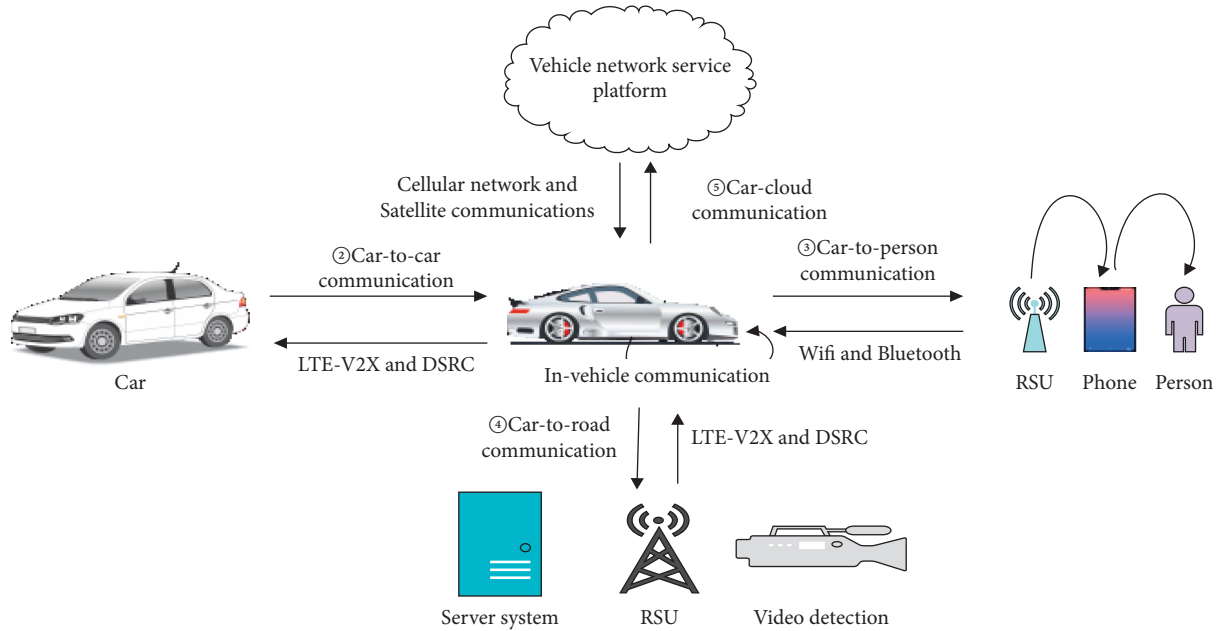 Vehicle network service
platform
Cellular network and
Satellite communications
⑤Car-cloud
communication
②Car-to-car
communication
③Car-to-person
communication
LTE-V2X and DSRC
Wifi and Bluetooth
Car
In-vehicle communication
RSU
Phone
Person
④Car-to-road
communication
LTE-V2X and DSRC
Server system
RSU
Video detection